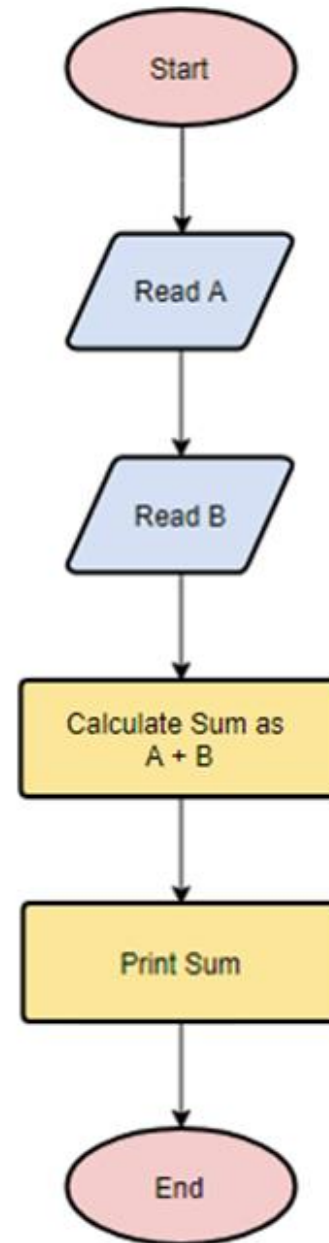 Start
Read A
Read B
Calculate Sum as
A + B
Print Sum
End